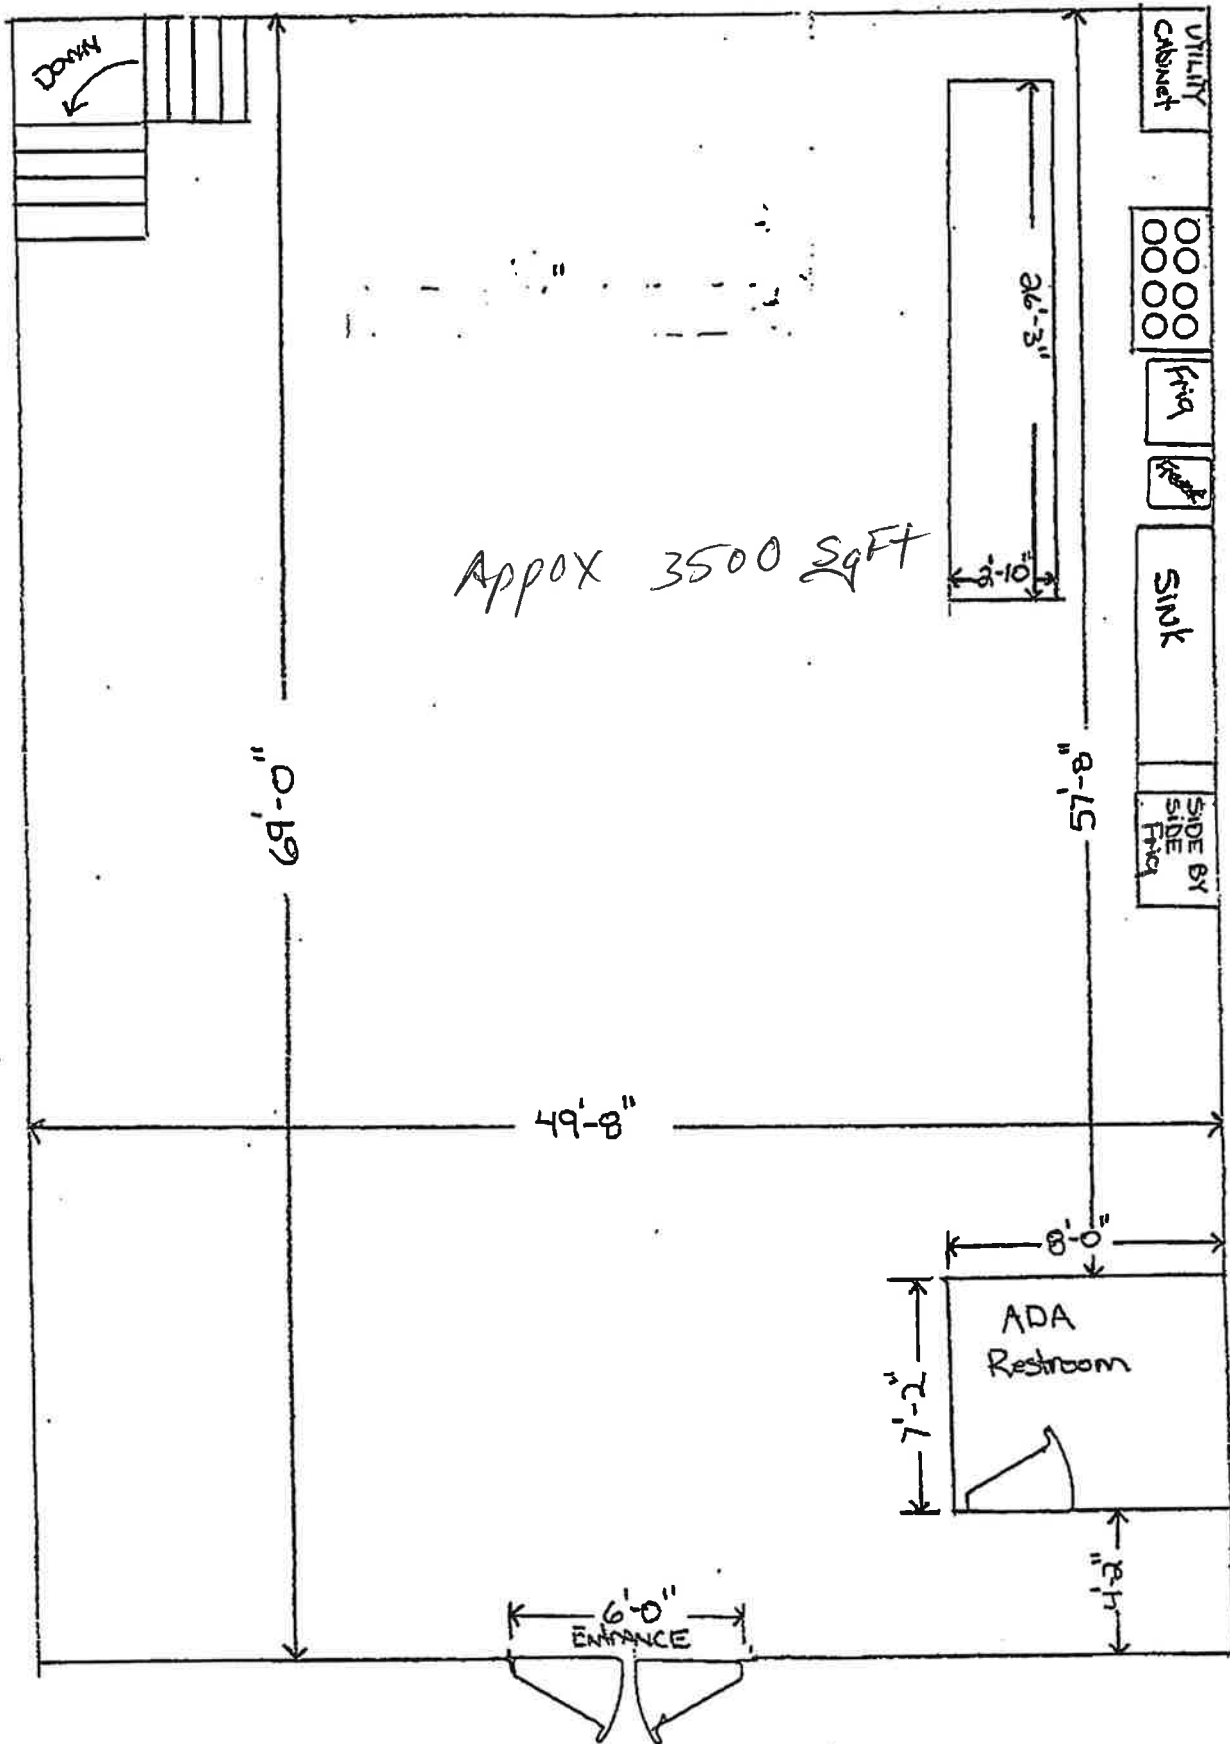 DOWN
UTILITY
CABINET
26'-3"
Frig
2'-10"
Appox 3500 SqFt
SINK
69'-0"
57'-8"
SIDE BY
SIDE
Frig
49'-8"
8'-0"
ADA
Restroom
7'-2"
4'-2"
6'-0"
ENTRANCE